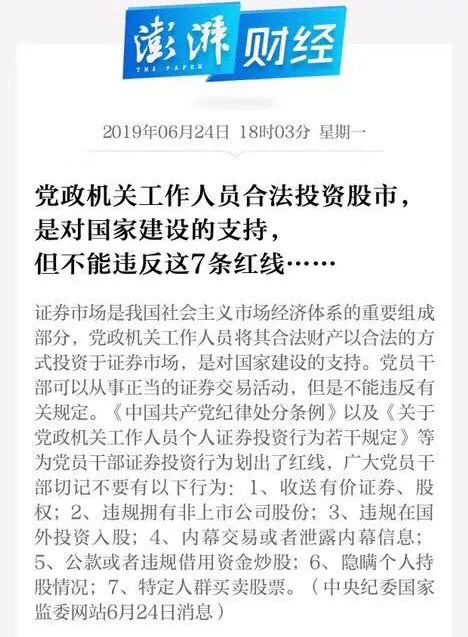 澎湃
THE PAPER
财经
2019年06月24日 18时03分 星期一
党政机关工作人员合法投资股市，
是对国家建设的支持，
但不能违反这7条红线……
证券市场是我国社会主义市场经济体系的重要组成
部分，党政机关工作人员将其合法财产以合法的方
式投资于证券市场，是对国家建设的支持。党员干
部可以从事正当的证券交易活动，但是不能违反有
关规定。《中国共产党纪律处分条例》以及《关于
党政机关工作人员个人证券投资行为若干规定》等
为党员干部证券投资行为划出了红线，广大党员干
部切记不要有以下行为：1、收送有价证券、股
权；2、违规拥有非上市公司股份；3、违规在国
外投资入股；4、内幕交易或者泄露内幕信息；
5、公款或者违规借用资金炒股；6、隐瞒个人持
股情况；7、特定人群买卖股票。（中央纪委国家
监委网站6月24日消息）